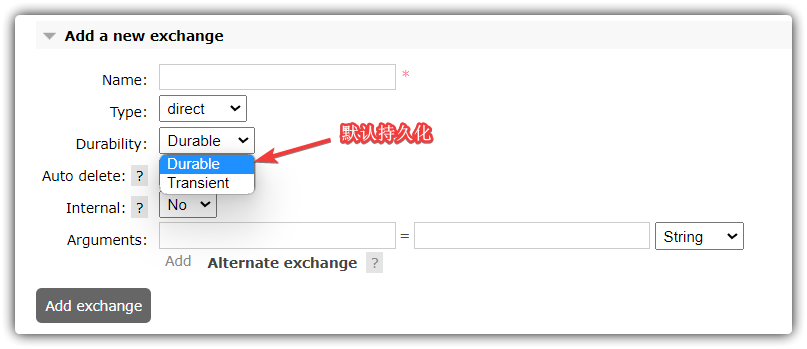 Add a new exchange
Name: *
Type: direct
Durability: Durable
默认持久化
Durable
Transient
Auto delete: ?
Internal: ? No
Arguments: = String
Add Alternate exchange ?
Add exchange